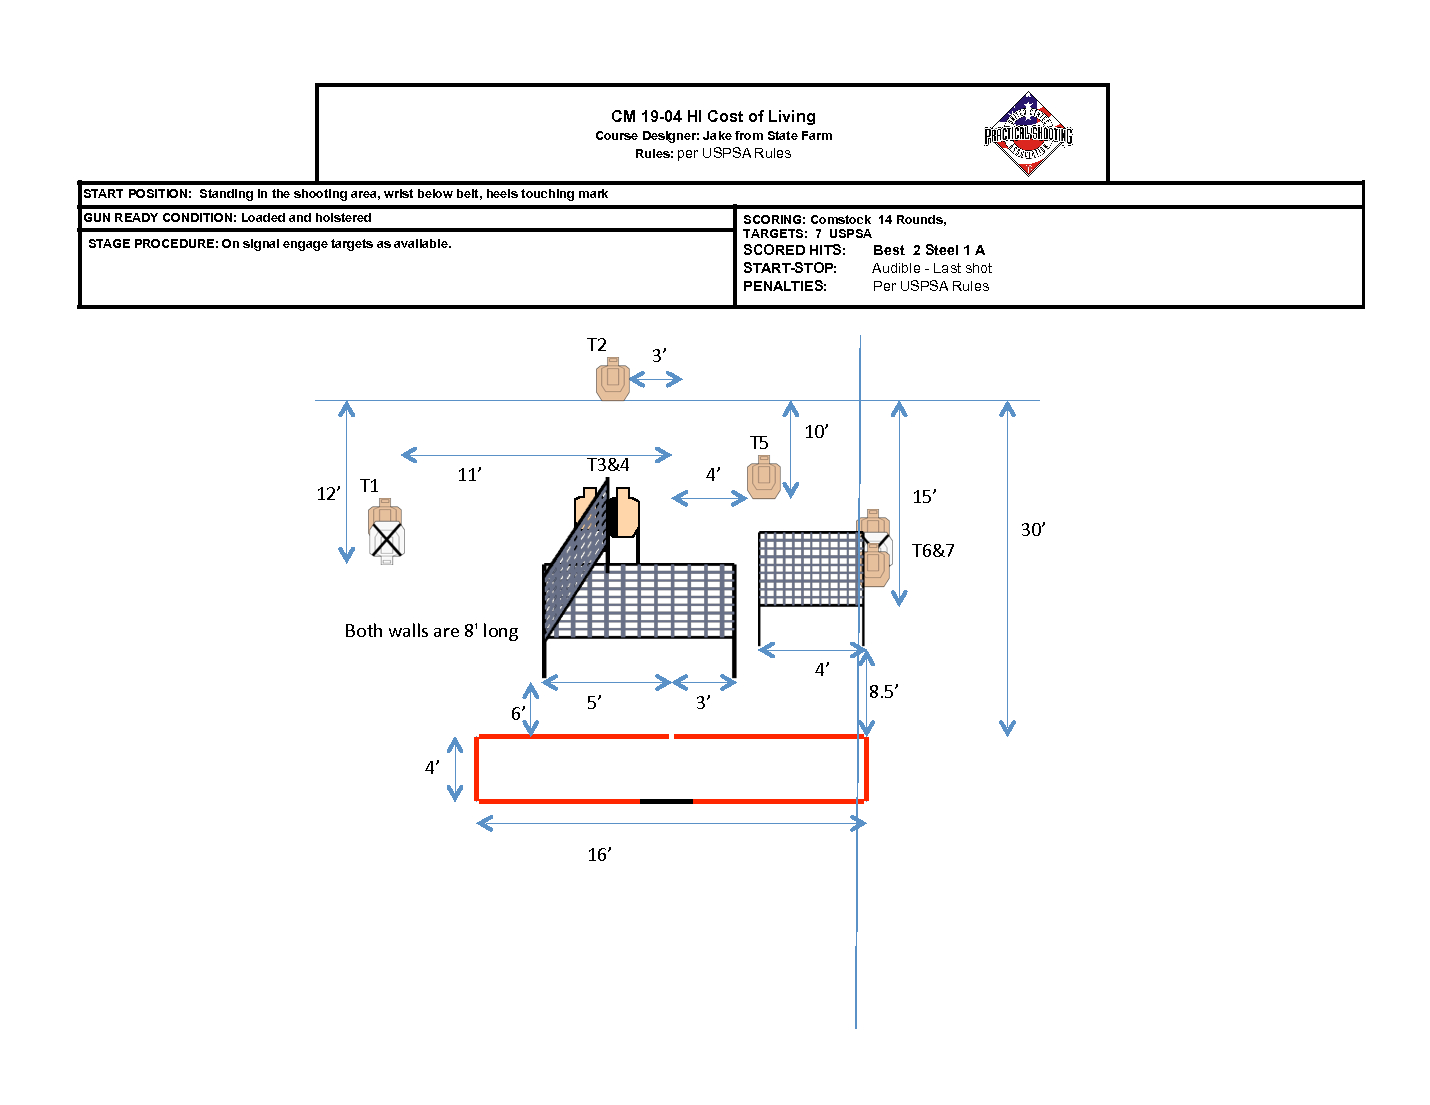 CM 19-04 HI Cost of Living
Course Designer: Jake from State Farm
Rules: per USPSA Rules
PRACTICAL SHOOTING
ASSOCIATION
START POSITION:  Standing in the shooting area, wrist below belt, heels touching mark
GUN READY CONDITION: Loaded and holstered
STAGE PROCEDURE: On signal engage targets as available.
SCORING: Comstock  14 Rounds,
TARGETS:  7  USPSA
SCORED HITS: Best  2 Steel 1 A
START-STOP: Audible - Last shot
PENALTIES: Per USPSA Rules
T2
3’
10’
T5
11’
T3&4
4’
12’
T1
15’
30’
T6&7
Both walls are 8' long
4’
5’
3’
8.5’
6’
4’
16’